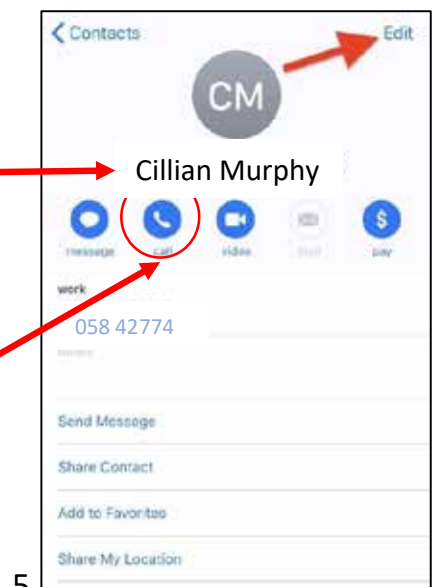 Contacts
Edit
CM
Cillian Murphy
message call video mail pay
work
058 42774
Send Message
Share Contact
Add to Favorites
Share My Location
5